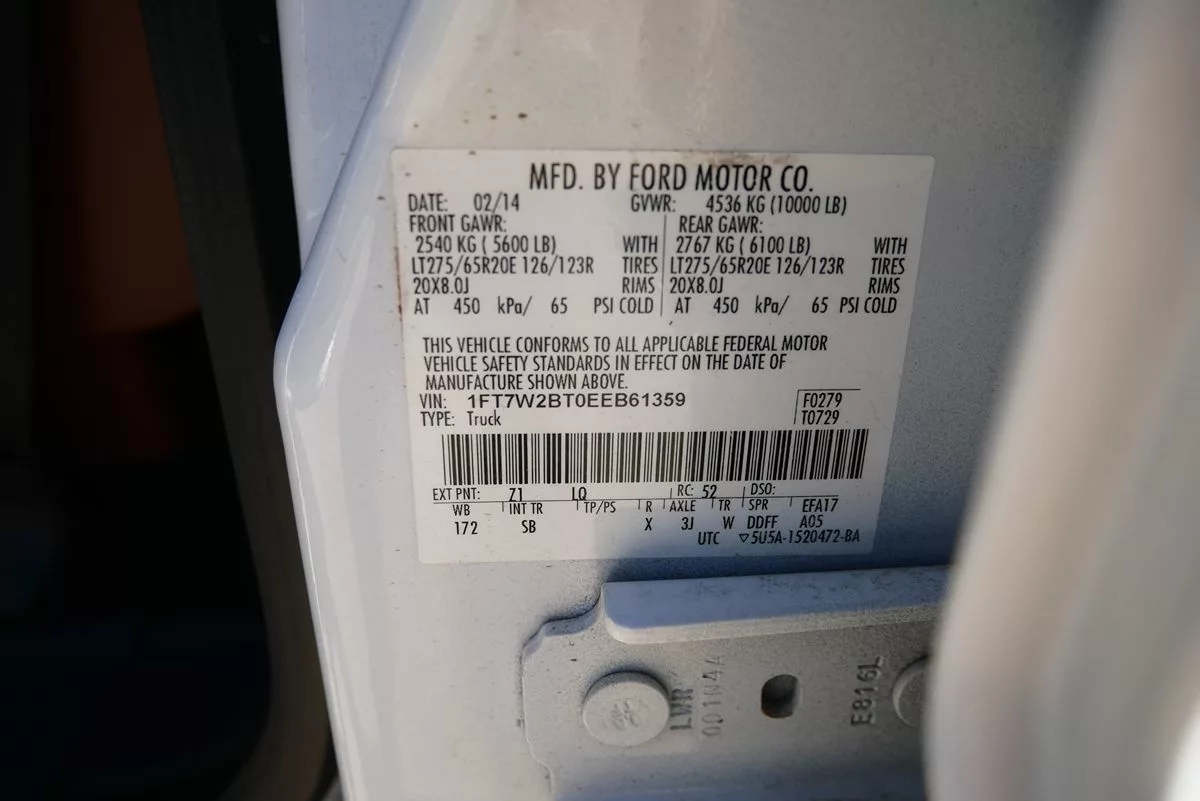 MFD. BY FORD MOTOR CO.
DATE: 02/14 GVWR: 4536 KG (10000 LB)
FRONT GAWR: REAR GAWR:
2540 KG ( 5600 LB) WITH 2767 KG ( 6100 LB) WITH
LT275/65R20E 126/123R TIRES LT275/65R20E 126/123R TIRES
20X8.0J RIMS 20X8.0J RIMS
AT 450 kPa/ 65 PSI COLD AT 450 kPa/ 65 PSI COLD
THIS VEHICLE CONFORMS TO ALL APPLICABLE FEDERAL MOTOR
VEHICLE SAFETY STANDARDS IN EFFECT ON THE DATE OF
MANUFACTURE SHOWN ABOVE.
VIN: 1FT7W2BT0EEB61359 F0279
TYPE: Truck T0729
EXT PNT: Z1 LQ RC: 52 DSO:
WB INT TR TP/PS R AXLE TR SPR EFA17
172 SB X 3J W DDFF A05
UTC ▽5U5A-1520472-BA
LWR
E816L